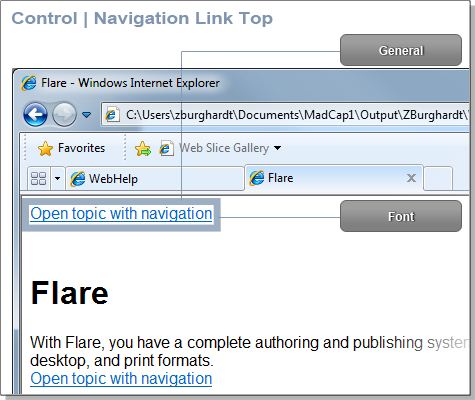 Control | Navigation Link Top
General
Flare - Windows Internet Explorer
C:\Users\zburghardt\Documents\MadCap1\Output\ZBurghardt\
Favorites
Web Slice Gallery
WebHelp
Flare
Open topic with navigation
Font
Flare
With Flare, you have a complete authoring and publishing system
desktop, and print formats.
Open topic with navigation